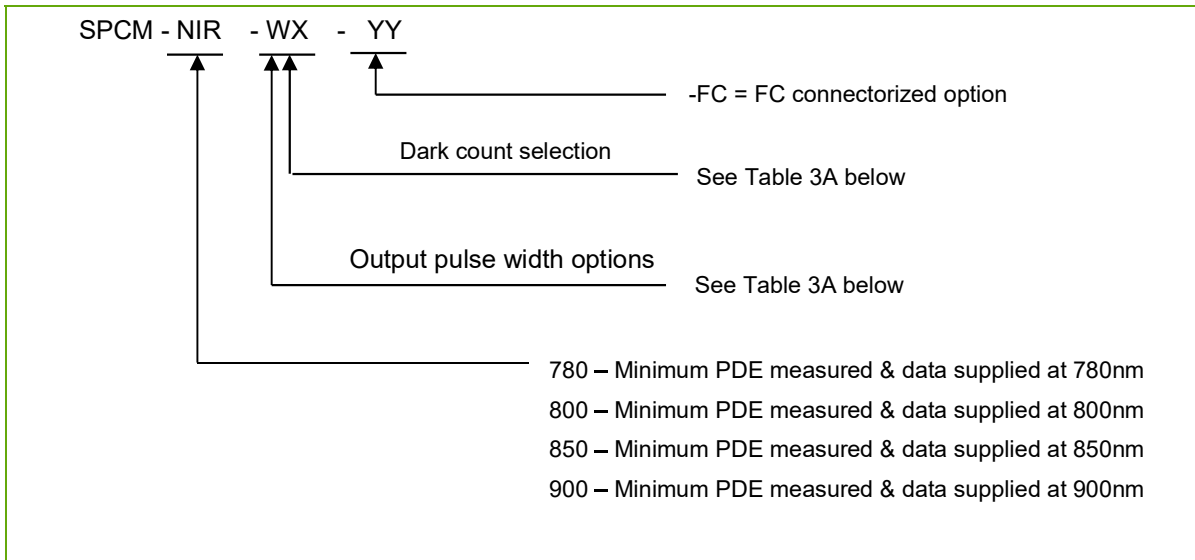 SPCM - NIR - WX - YY
-FC = FC connectorized option
Dark count selection
See Table 3A below
Output pulse width options
See Table 3A below
780 – Minimum PDE measured & data supplied at 780nm
800 – Minimum PDE measured & data supplied at 800nm
850 – Minimum PDE measured & data supplied at 850nm
900 – Minimum PDE measured & data supplied at 900nm